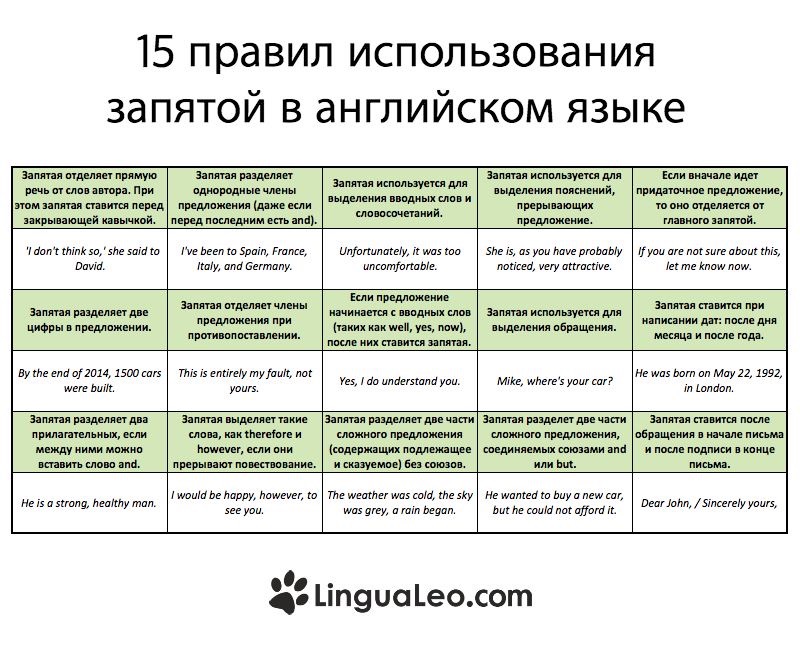 15 правил использования
запятой в английском языке
Запятая отделяет прямую
речь от слов автора. При
этом запятая ставится перед
закрывающей кавычкой.
Запятая разделяет
однородные члены
предложения (даже если
перед последним есть and).
Запятая используется для
выделения вводных слов и
словосочетаний.
Запятая используется для
выделения пояснений,
прерывающих
предложение.
Если вначале идет
придаточное предложение,
то оно отделяется от
главного запятой.
'I don't think so,' she said to
David.
I've been to Spain, France,
Italy, and Germany.
Unfortunately, it was too
uncomfortable.
She is, as you have probably
noticed, very attractive.
If you are not sure about this,
let me know now.
Запятая разделяет две
цифры в предложении.
Запятая отделяет члены
предложения при
противопоставлении.
Если предложение
начинается с вводных слов
(таких как well, yes, now),
после них ставится запятая.
Запятая используется для
выделения обращения.
Запятая ставится при
написании дат: после дня
месяца и после года.
By the end of 2014, 1500 cars
were built.
This is entirely my fault, not
yours.
Yes, I do understand you.
Mike, where's your car?
He was born on May 22, 1992,
in London.
Запятая разделяет два
прилагательных, если
между ними можно
вставить слово and.
Запятая выделяет такие
слова, как therefore и
however, если они
прерывают повествование.
Запятая разделяет две части
сложного предложения
(содержащих подлежащее
и сказуемое) без союзов.
Запятая разделет две части
сложного предложения,
соединяемых союзами and
или but.
Запятая ставится после
обращения в начале письма
и после подписи в конце
письма.
He is a strong, healthy man.
I would be happy, however, to
see you.
The weather was cold, the sky
was grey, a rain began.
He wanted to buy a new car,
but he could not afford it.
Dear John, / Sincerely yours,
LinguaLeo.com